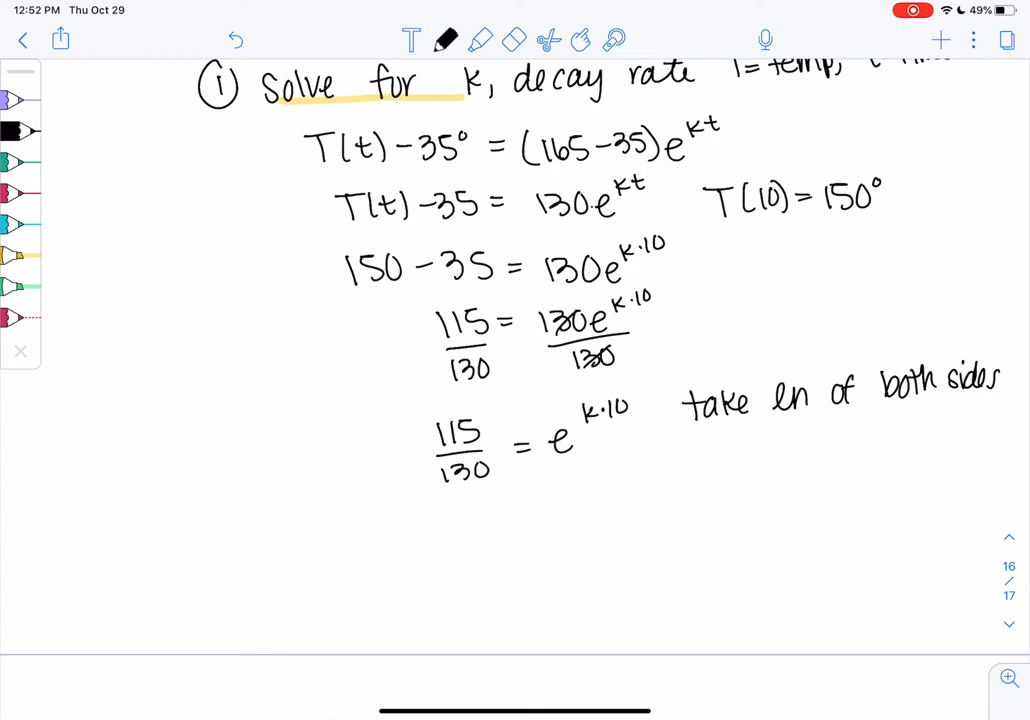 12:52 PM Thu Oct 29
49%
① Solve for k, decay rate T = temp,
T(t) − 35° = (165 − 35)e^{kt}
T(t) − 35 = 130·e^{kt} T(10) = 150°
150 − 35 = 130e^{k·10}
115/130 = 130e^{k·10}/130
take ln of both sides
115/130 = e^{k·10}
16
/
17